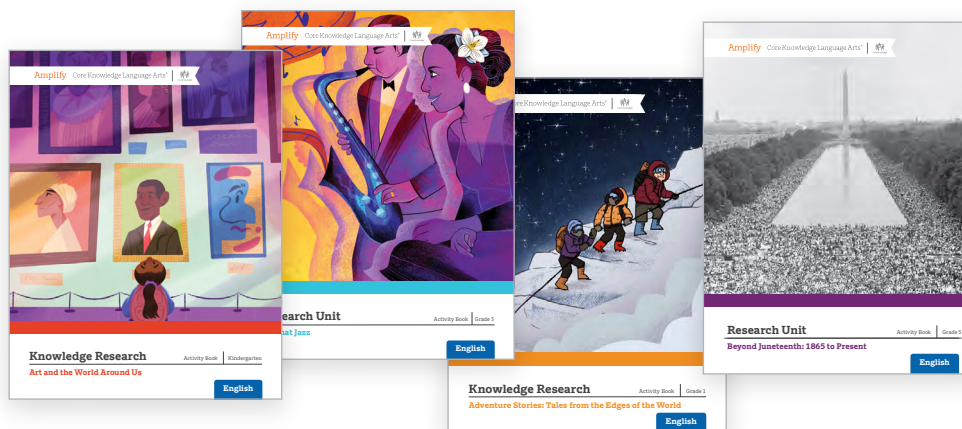 Amplify Core Knowledge Language Arts®
Knowledge Research
Activity Book | Kindergarten
Art and the World Around Us
English
Amplify Core Knowledge Language Arts®
earch Unit
Activity Book | Grade 3
hat Jazz
English
ore Knowledge Language Arts®
Knowledge Research
Activity Book | Grade 1
Adventure Stories: Tales from the Edges of the World
English
Amplify Core Knowledge Language Arts®
Research Unit
Activity Book | Grade 5
Beyond Juneteenth: 1865 to Present
English